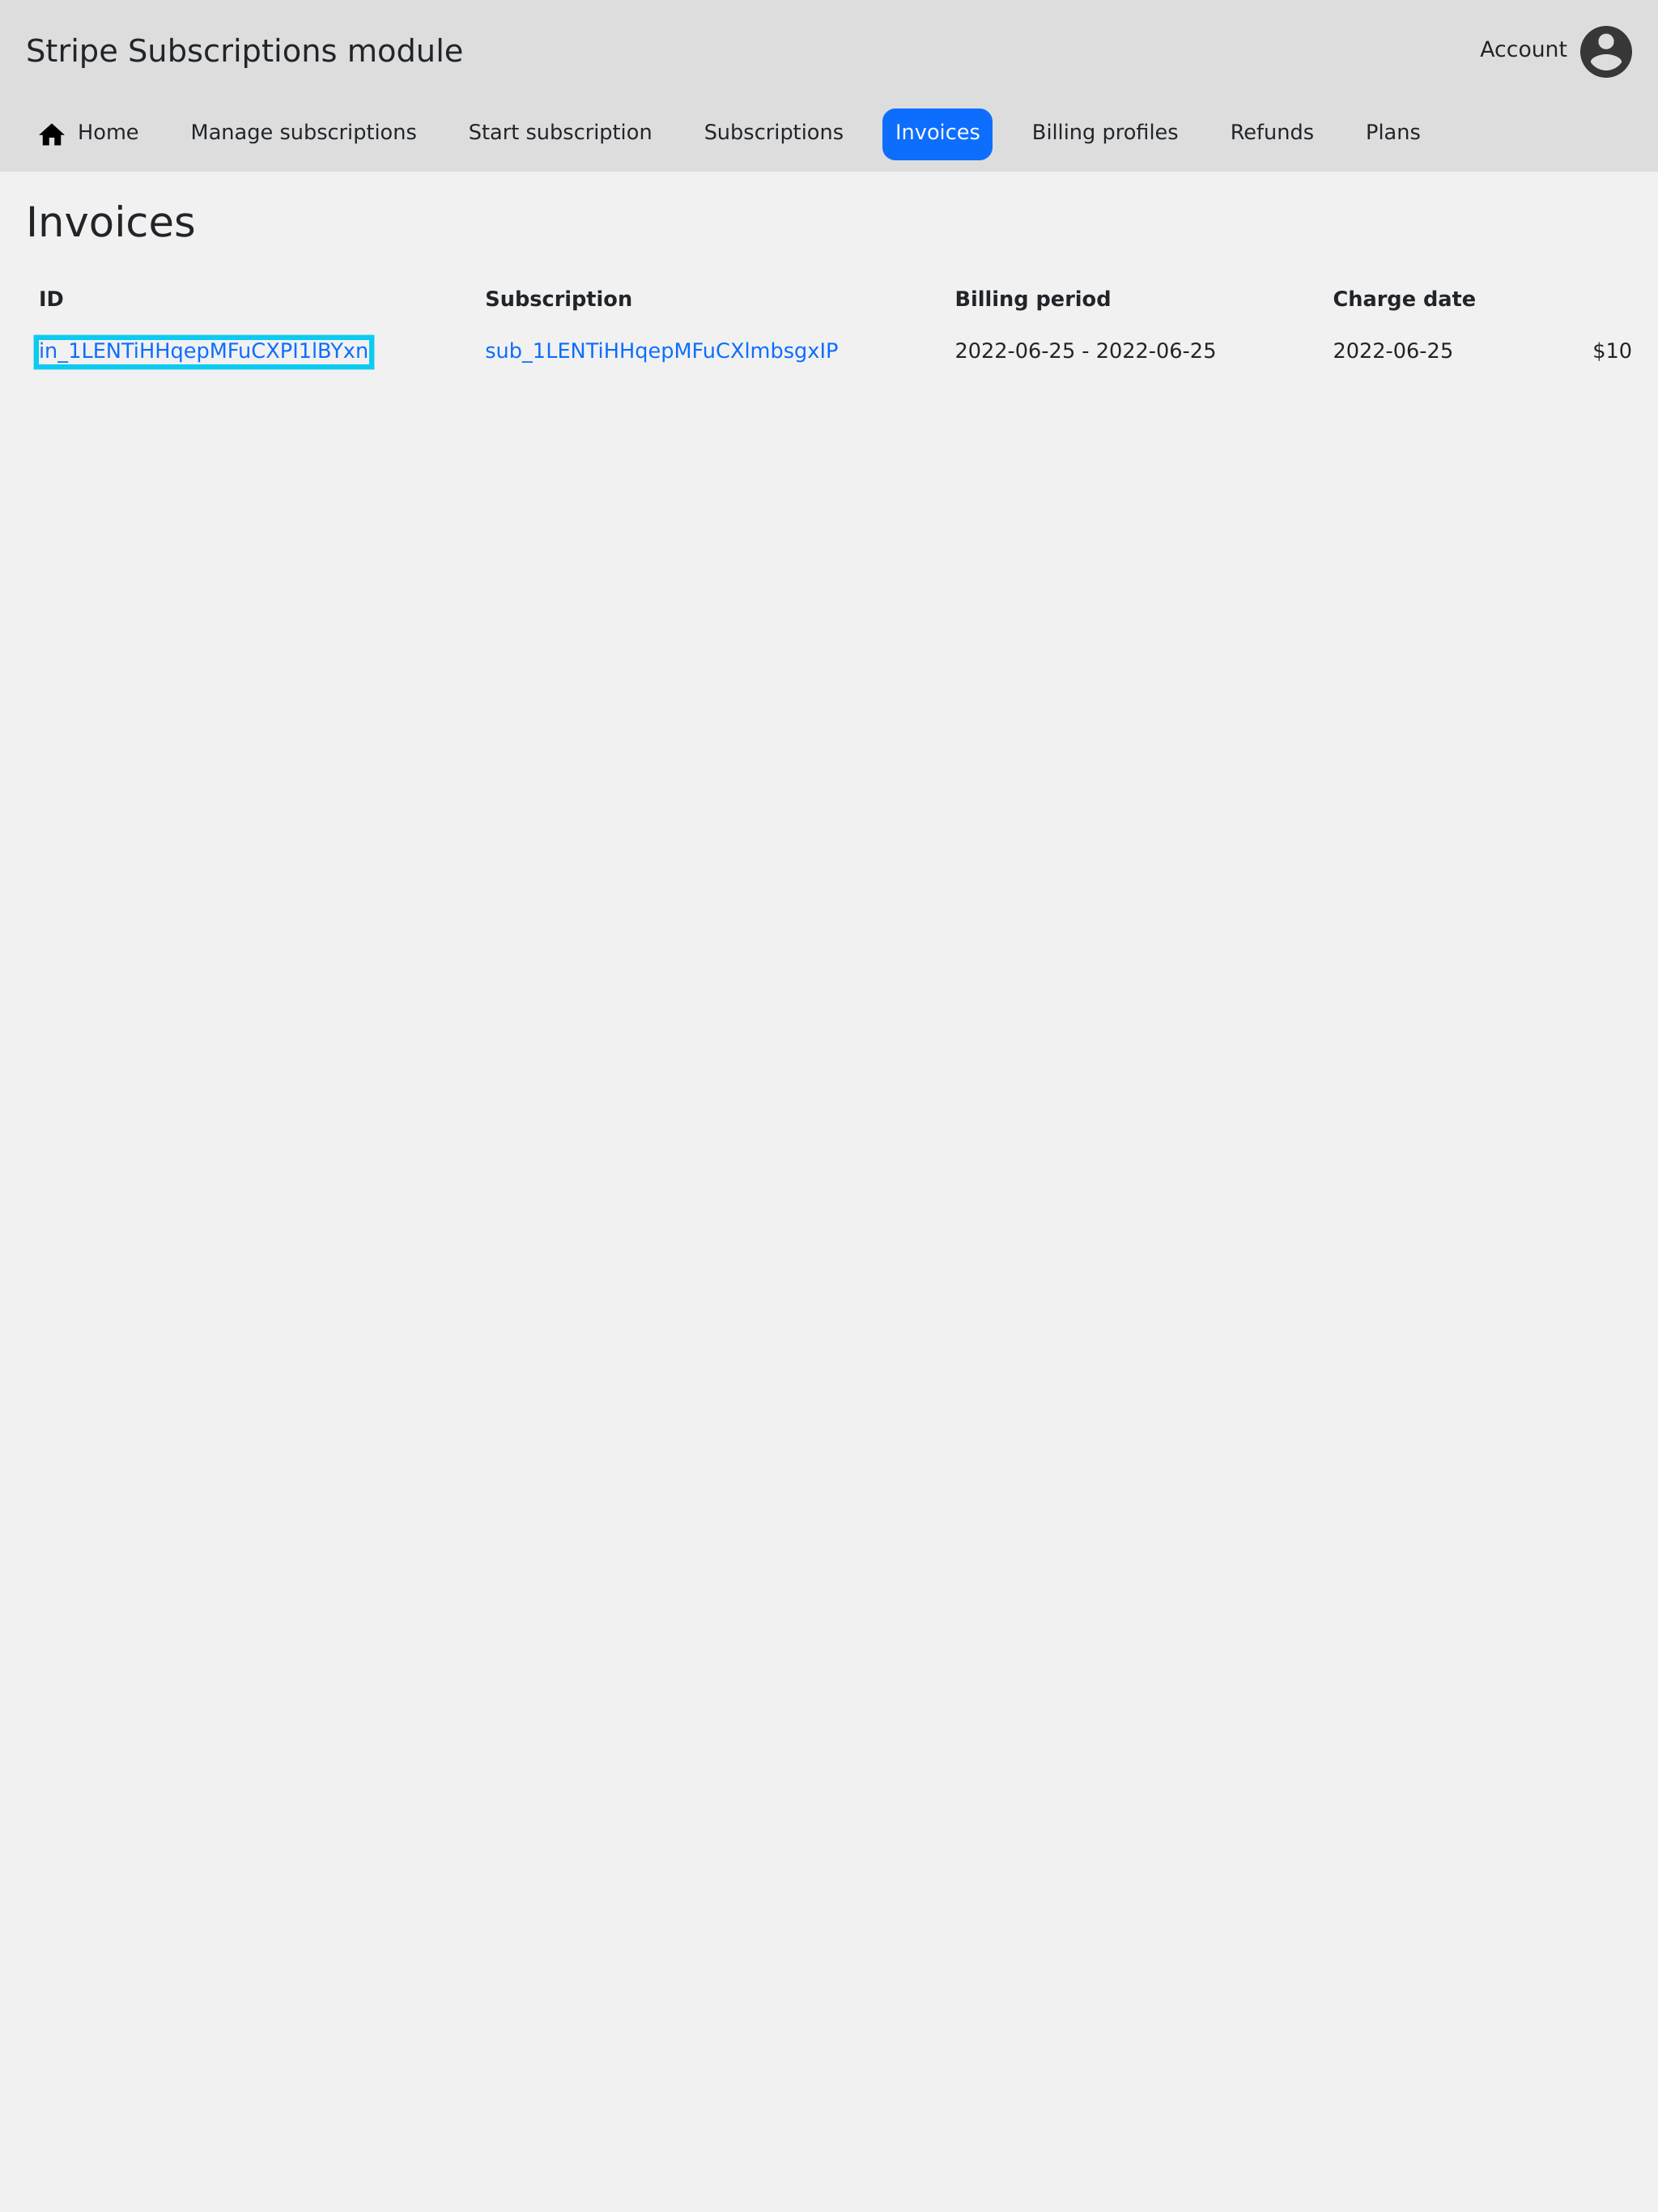 Stripe Subscriptions module
Account
Home Manage subscriptions Start subscription Subscriptions Invoices Billing profiles Refunds Plans
Invoices
ID Subscription Billing period Charge date
in_1LENTiHHqepMFuCXPI1lBYxn sub_1LENTiHHqepMFuCXlmbsgxIP 2022-06-25 - 2022-06-25 2022-06-25 $10